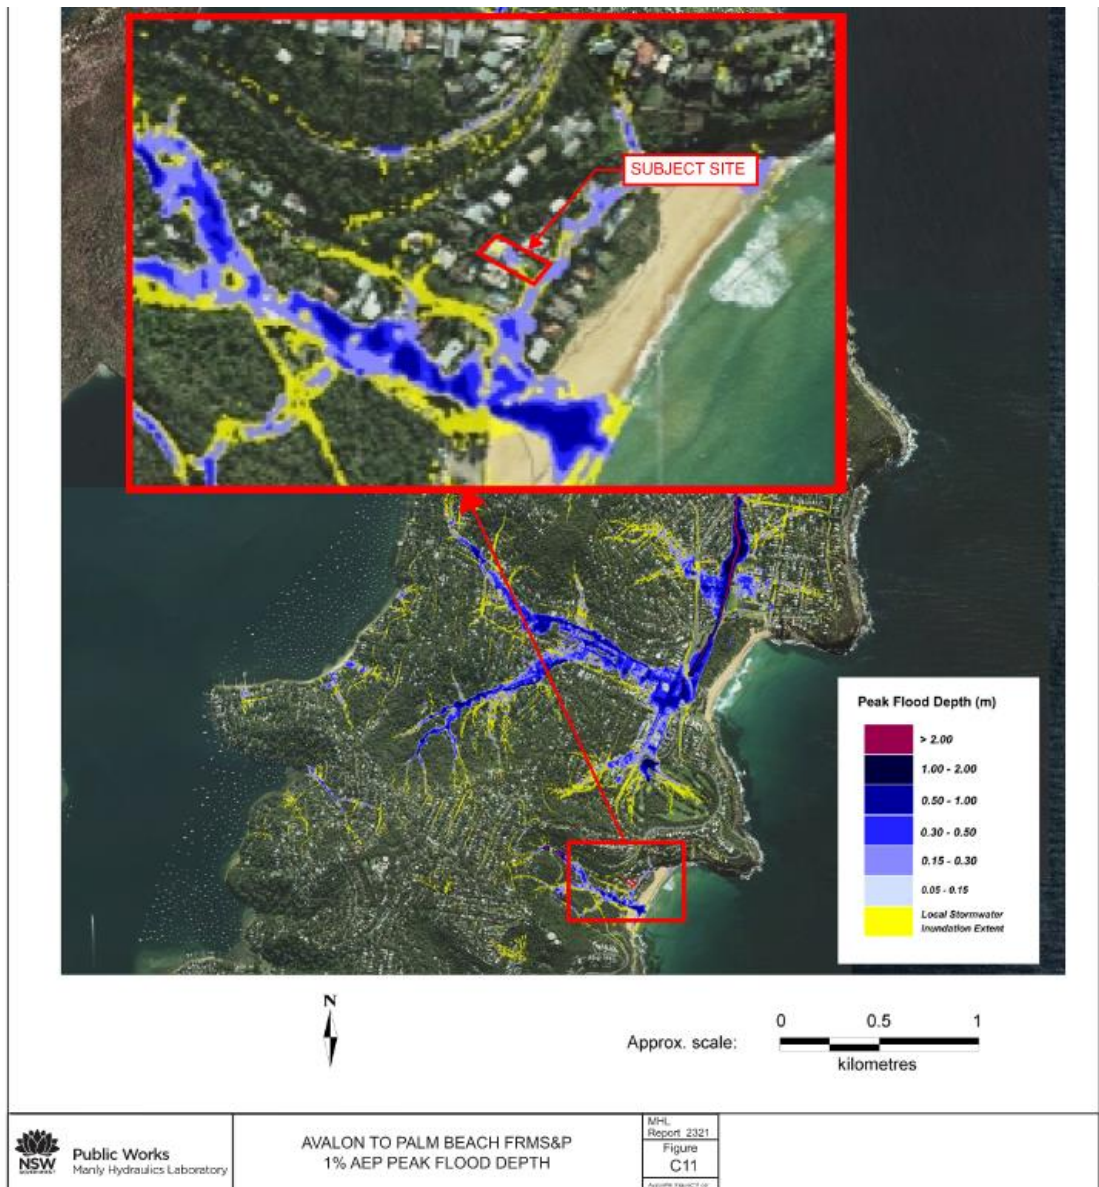 SUBJECT SITE
Peak Flood Depth (m)
> 2.00
1.00 - 2.00
0.50 - 1.00
0.30 - 0.50
0.15 - 0.30
0.05 - 0.15
Local Stormwater
Inundation Extent
N
Approx. scale:
0 0.5 1
kilometres
NSW
GOVERNMENT
Public Works
Manly Hydraulics Laboratory
AVALON TO PALM BEACH FRMS&P
1% AEP PEAK FLOOD DEPTH
MHL
Report 2321
Figure
C11